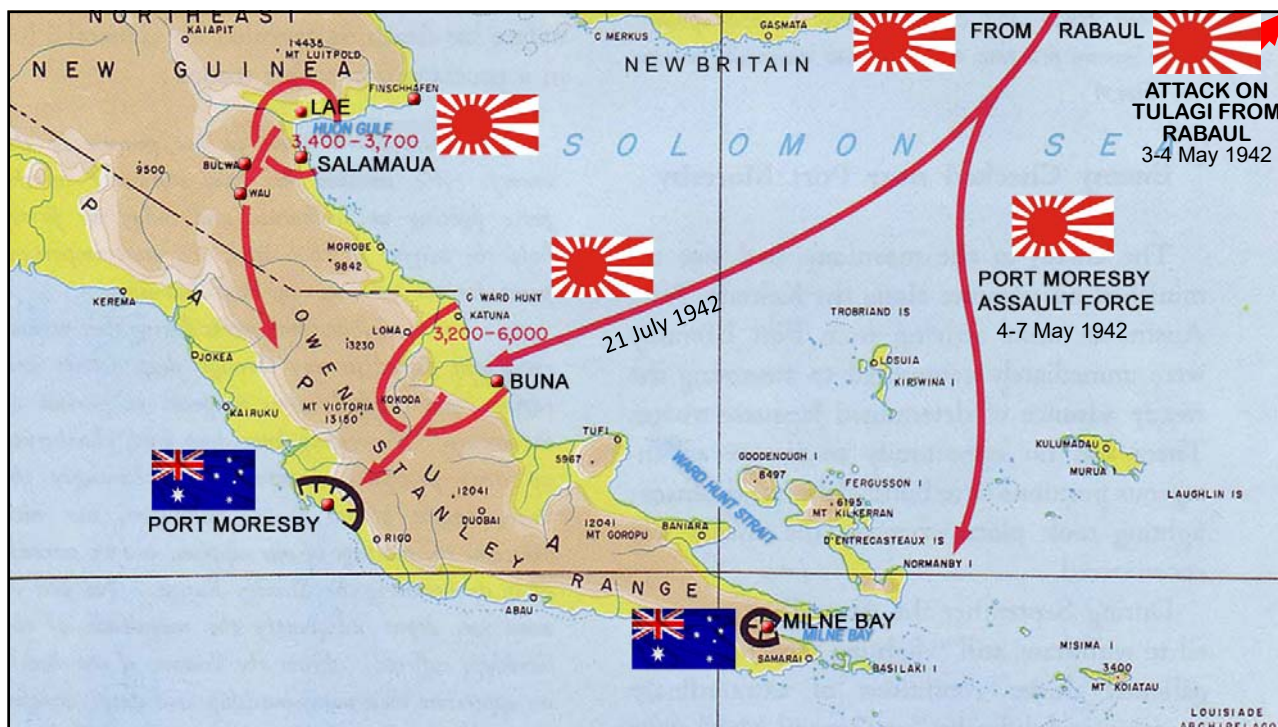 NORTHEAST
KAIAPIT
14438
MT LUITPOLD
NEW GUINEA
FINSCHHAFEN
LAE
HUON GULF
3,400–3,700
BULWA
SALAMAUA
9500
WAU
MOROBE
9842
KEREMA
PAPUA
C WARD HUNT
KATUNA
LOMA
3,200–6,000
13230
JOKEA
OWEN STANLEY RANGE
MT VICTORIA
13150
KOKODA
KAIRUKU
BUNA
TUFI
5967
PORT MORESBY
12041
DUOBAI
RIGO
12041
MT GOROPU
BANIARA
ABAU
C MERKUS
GASMATA
NEW BRITAIN
FROM RABAUL
ATTACK ON
TULAGI FROM
RABAUL
3-4 May 1942
SOLOMON SEA
21 July 1942
PORT MORESBY
ASSAULT FORCE
4-7 May 1942
TROBRIAND IS
LOSUIA
KIRIWINA I
KULUMADAU
MURUA I
LAUGHLIN IS
GOODENOUGH I
8497
WARD HUNT STRAIT
FERGUSSON I
6195
MT KILKERRAN
D'ENTRECASTEAUX IS
NORMANBY I
MILNE BAY
MILNE BAY
SAMARAI
BASILAKI I
MISIMA I
3400
MT KOIATAU
LOUISIADE
ARCHIPELAGO